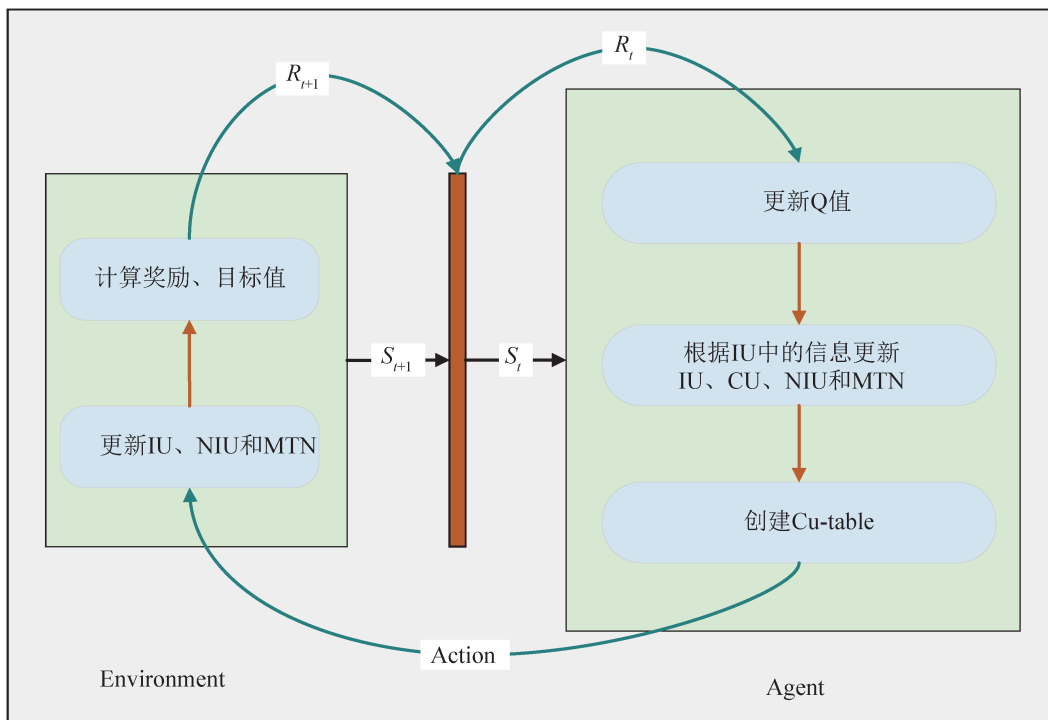 R_t
R_{t+1}
更新Q值
计算奖励、目标值
根据IU中的信息更新
IU、CU、NIU和MTN
S_{t+1}
S_t
更新IU、NIU和MTN
创建Cu-table
Action
Environment
Agent